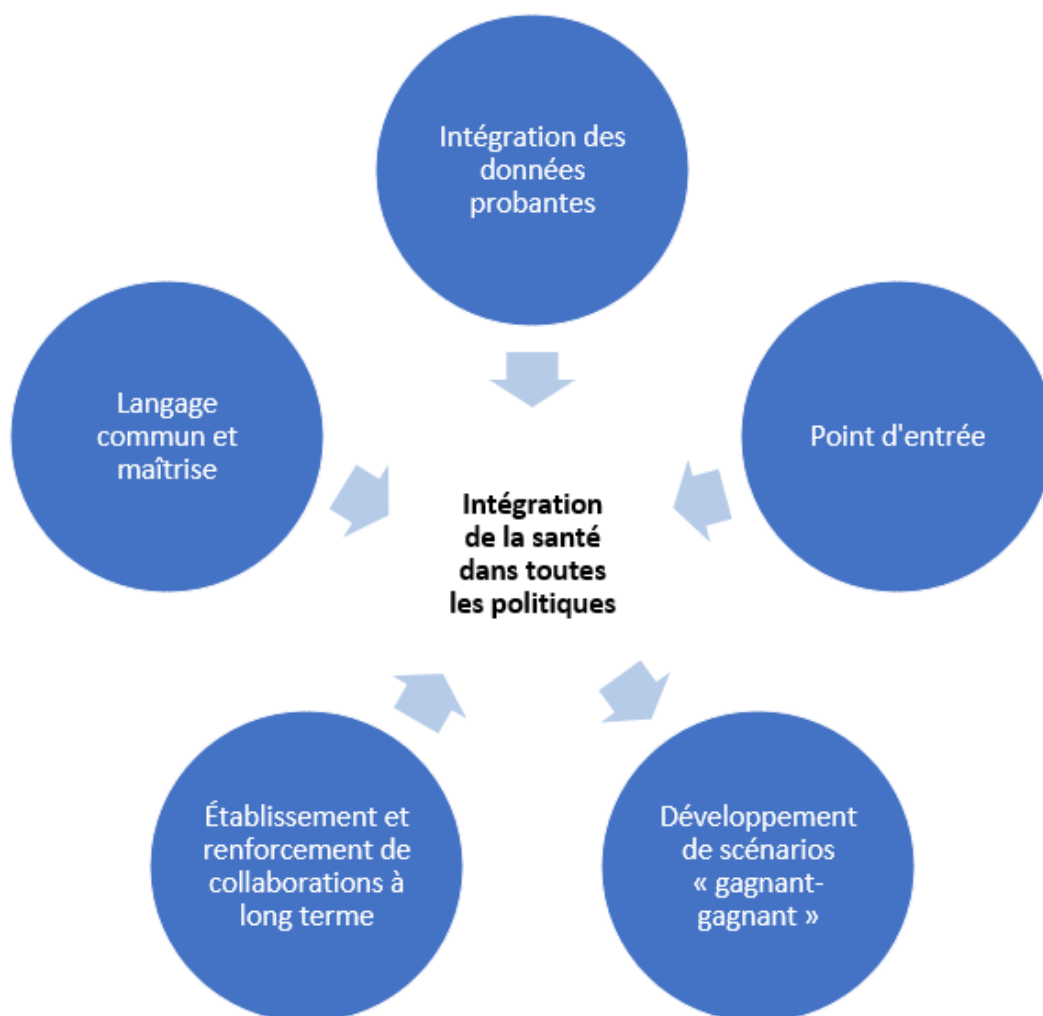 Intégration des
données
probantes
Langage
commun et
maîtrise
Point d'entrée
Intégration
de la santé
dans toutes
les politiques
Établissement et
renforcement de
collaborations à
long terme
Développement
de scénarios
« gagnant-
gagnant »